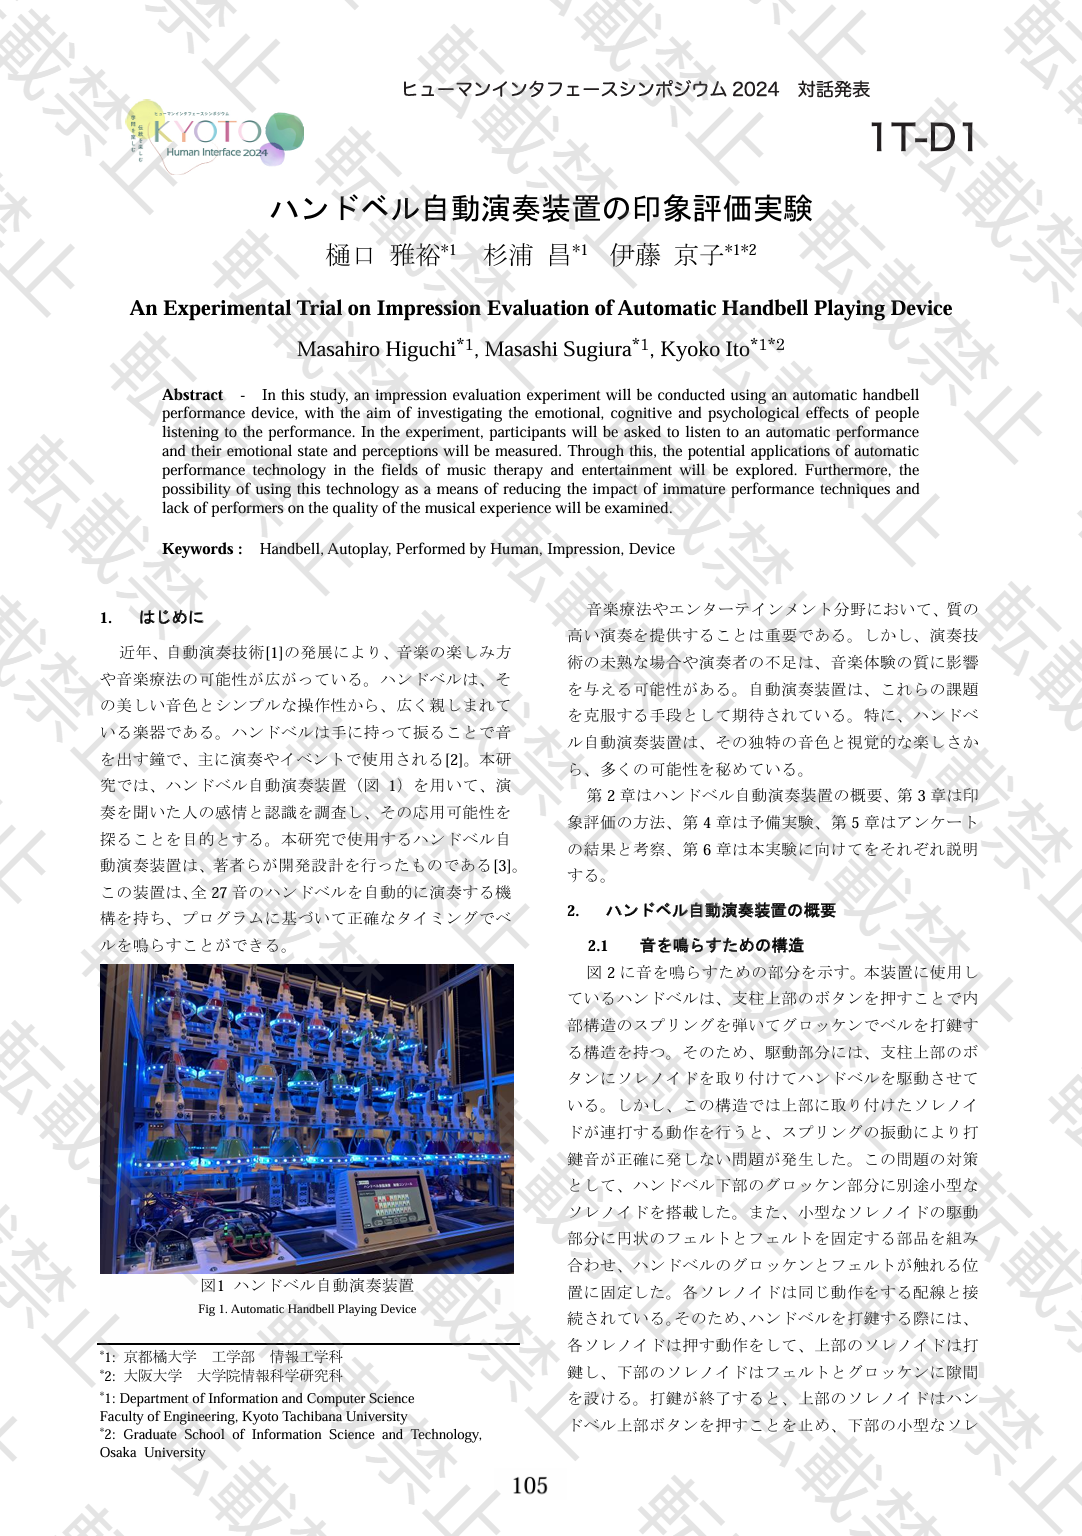 ヒューマンインタフェースシンポジウム 2024　対話発表
ヒューマンインタフェースシンポジウム
学問を楽しむ
伝統を楽しむ
KYOTO
Human Interface 2024
1T-D1
ハンドベル自動演奏装置の印象評価実験
樋口 雅裕*1　杉浦 昌*1　伊藤 京子*1*2
An Experimental Trial on Impression Evaluation of Automatic Handbell Playing Device
Masahiro Higuchi*1, Masashi Sugiura*1, Kyoko Ito*1*2
Abstract - In this study, an impression evaluation experiment will be conducted using an automatic handbell
performance device, with the aim of investigating the emotional, cognitive and psychological effects of people
listening to the performance. In the experiment, participants will be asked to listen to an automatic performance
and their emotional state and perceptions will be measured. Through this, the potential applications of automatic
performance technology in the fields of music therapy and entertainment will be explored. Furthermore, the
possibility of using this technology as a means of reducing the impact of immature performance techniques and
lack of performers on the quality of the musical experience will be examined.
Keywords : Handbell, Autoplay, Performed by Human, Impression, Device
1.　はじめに
近年、自動演奏技術[1]の発展により、音楽の楽しみ方
や音楽療法の可能性が広がっている。ハンドベルは、そ
の美しい音色とシンプルな操作性から、広く親しまれて
いる楽器である。ハンドベルは手に持って振ることで音
を出す鐘で、主に演奏やイベントで使用される[2]。本研
究では、ハンドベル自動演奏装置（図 1）を用いて、演
奏を聞いた人の感情と認識を調査し、その応用可能性を
探ることを目的とする。本研究で使用するハンドベル自
動演奏装置は、著者らが開発設計を行ったものである[3]。
この装置は、全 27 音のハンドベルを自動的に演奏する機
構を持ち、プログラムに基づいて正確なタイミングでベ
ルを鳴らすことができる。
図1 ハンドベル自動演奏装置
Fig 1. Automatic Handbell Playing Device
*1: 京都橘大学　工学部　情報工学科
*2: 大阪大学　大学院情報科学研究科
*1: Department of Information and Computer Science
Faculty of Engineering, Kyoto Tachibana University
*2: Graduate School of Information Science and Technology,
Osaka University
音楽療法やエンターテインメント分野において、質の
高い演奏を提供することは重要である。しかし、演奏技
術の未熟な場合や演奏者の不足は、音楽体験の質に影響
を与える可能性がある。自動演奏装置は、これらの課題
を克服する手段として期待されている。特に、ハンドベ
ル自動演奏装置は、その独特の音色と視覚的な楽しさか
ら、多くの可能性を秘めている。
第 2 章はハンドベル自動演奏装置の概要、第 3 章は印
象評価の方法、第 4 章は予備実験、第 5 章はアンケート
の結果と考察、第 6 章は本実験に向けてをそれぞれ説明
する。
2.　ハンドベル自動演奏装置の概要
2.1　音を鳴らすための構造
図 2 に音を鳴らすための部分を示す。本装置に使用し
ているハンドベルは、支柱上部のボタンを押すことで内
部構造のスプリングを弾いてグロッケンでベルを打鍵す
る構造を持つ。そのため、駆動部分には、支柱上部のボ
タンにソレノイドを取り付けてハンドベルを駆動させて
いる。しかし、この構造では上部に取り付けたソレノイ
ドが連打する動作を行うと、スプリングの振動により打
鍵音が正確に発しない問題が発生した。この問題の対策
として、ハンドベル下部のグロッケン部分に別途小型な
ソレノイドを搭載した。また、小型なソレノイドの駆動
部分に円状のフェルトとフェルトを固定する部品を組み
合わせ、ハンドベルのグロッケンとフェルトが触れる位
置に固定した。各ソレノイドは同じ動作をする配線と接
続されている。そのため、ハンドベルを打鍵する際には、
各ソレノイドは押す動作をして、上部のソレノイドは打
鍵し、下部のソレノイドはフェルトとグロッケンに隙間
を設ける。打鍵が終了すると、上部のソレノイドはハン
ドベル上部ボタンを押すことを止め、下部の小型なソレ
105
転載禁止